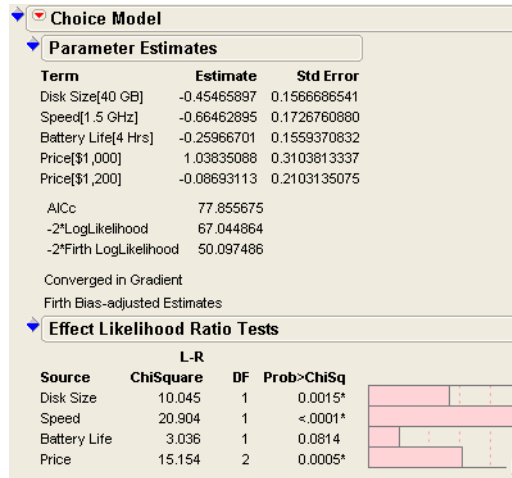 Choice Model
Parameter Estimates
Term Estimate Std Error
Disk Size[40 GB] -0.45465897 0.1566686541
Speed[1.5 GHz] -0.66462895 0.1726760880
Battery Life[4 Hrs] -0.25966701 0.1559370832
Price[$1,000] 1.03835088 0.3103813337
Price[$1,200] -0.08693113 0.2103135075
AICc 77.855675
-2*LogLikelihood 67.044864
-2*Firth LogLikelihood 50.097486
Converged in Gradient
Firth Bias-adjusted Estimates
Effect Likelihood Ratio Tests
L-R
Source ChiSquare DF Prob>ChiSq
Disk Size 10.045 1 0.0015*
Speed 20.904 1 <.0001*
Battery Life 3.036 1 0.0814
Price 15.154 2 0.0005*